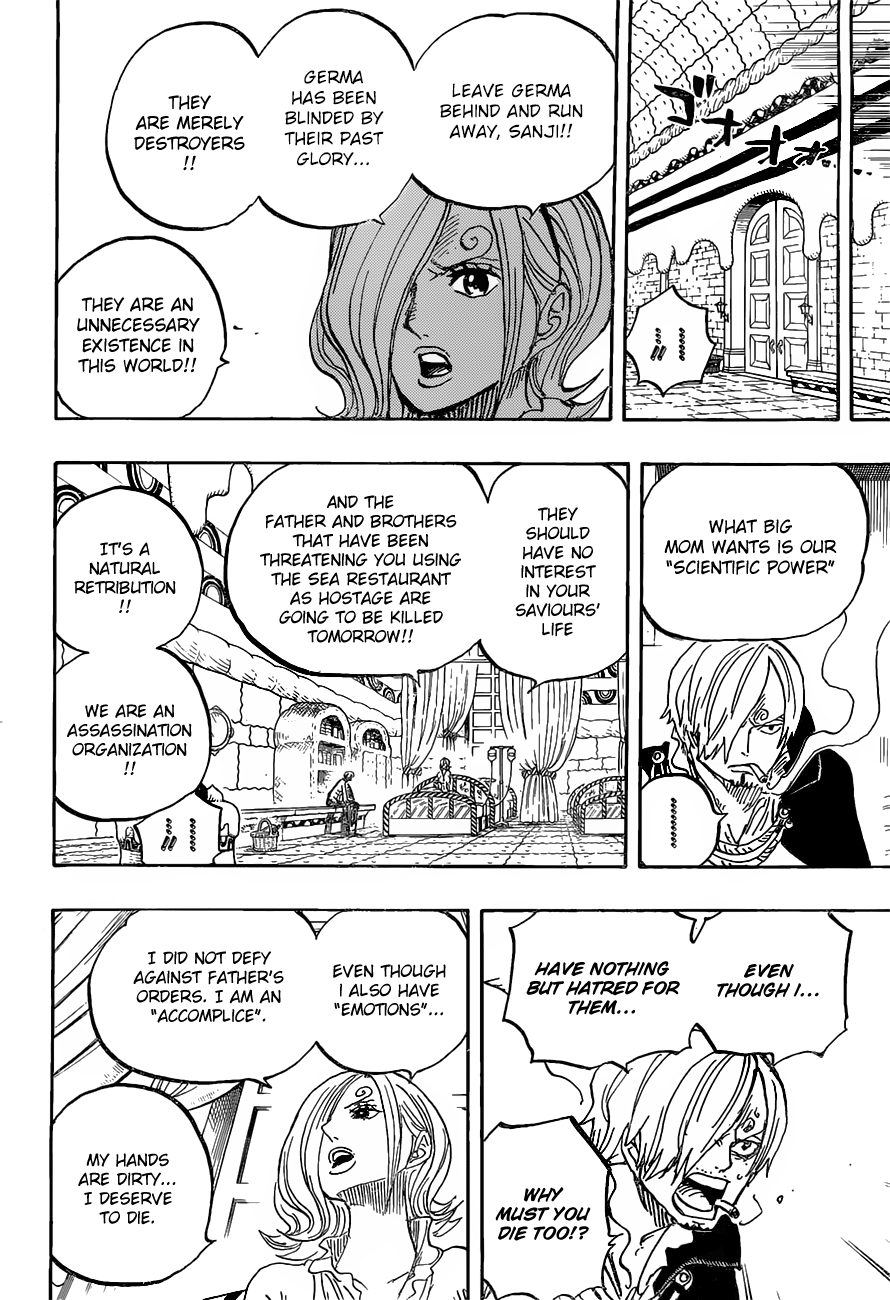 ゴオオオオ...
......
!!
LEAVE GERMA
BEHIND AND RUN
AWAY, SANJI!!
GERMA
HAS BEEN
BLINDED BY
THEIR PAST
GLORY...
THEY
ARE MERELY
DESTROYERS
!!
THEY ARE AN
UNNECESSARY
EXISTENCE IN
THIS WORLD!!
WHAT BIG
MOM WANTS IS OUR
"SCIENTIFIC POWER"
......
THEY
SHOULD
HAVE NO
INTEREST
IN YOUR
SAVIOURS'
LIFE
AND THE
FATHER AND BROTHERS
THAT HAVE BEEN
THREATENING YOU USING
THE SEA RESTAURANT
AS HOSTAGE ARE
GOING TO BE KILLED
TOMORROW!!
IT'S A
NATURAL
RETRIBUTION
!!
WE ARE AN
ASSASSINATION
ORGANIZATION
!!
......
......
EVEN
THOUGH I...
HAVE NOTHING
BUT HATRED FOR
THEM...
WHY
MUST YOU
DIE TOO!?
EVEN THOUGH
I ALSO HAVE
"EMOTIONS"...
I DID NOT DEFY
AGAINST FATHER'S
ORDERS. I AM AN
"ACCOMPLICE".
MY HANDS
ARE DIRTY...
I DESERVE
TO DIE.